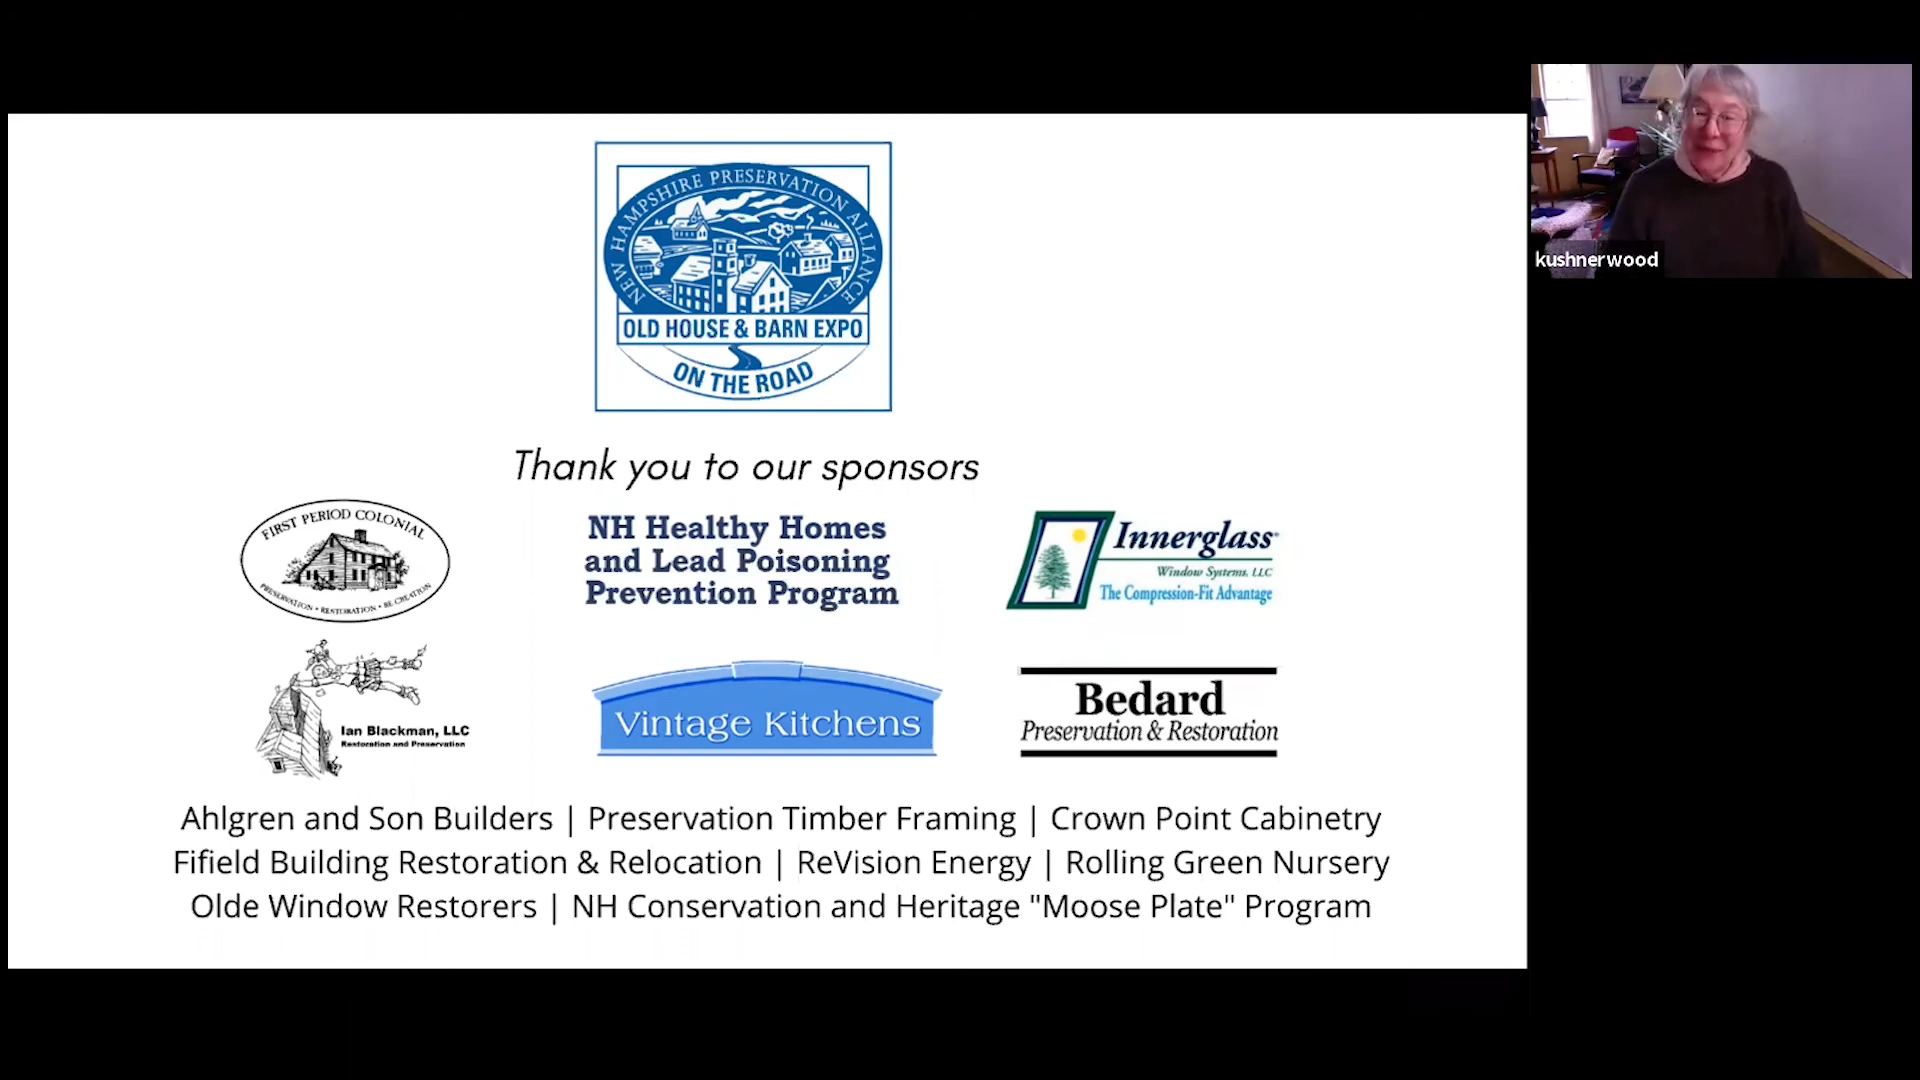 NEW HAMPSHIRE PRESERVATION ALLIANCE
OLD HOUSE & BARN EXPO
ON THE ROAD
kushnerwood
Thank you to our sponsors
FIRST PERIOD COLONIAL
PRESERVATION • RESTORATION • RE-CREATION
NH Healthy Homes
and Lead Poisoning
Prevention Program
Innerglass
Window Systems, LLC
The Compression-Fit Advantage
Ian Blackman, LLC
Restoration and Preservation
Vintage Kitchens
Bedard
Preservation & Restoration
Ahlgren and Son Builders | Preservation Timber Framing | Crown Point Cabinetry
Fifield Building Restoration & Relocation | ReVision Energy | Rolling Green Nursery
Olde Window Restorers | NH Conservation and Heritage "Moose Plate" Program